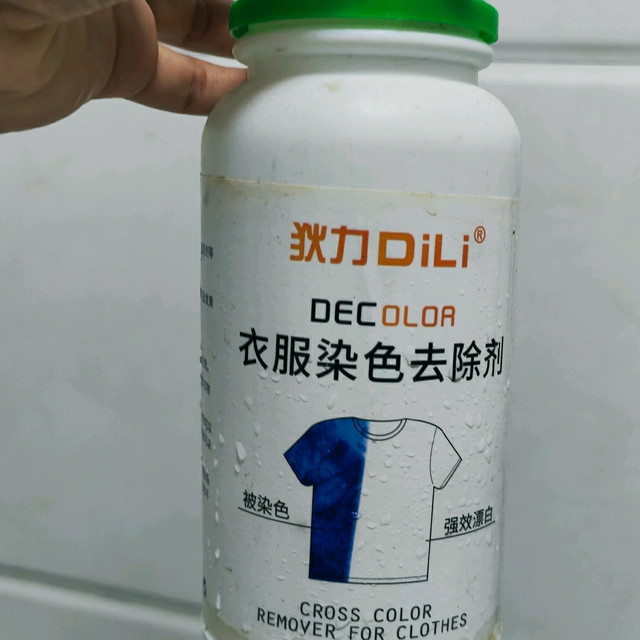 狄力DiLi®
DECOLOR
衣服染色去除剂
被染色
强效漂白
CROSS COLOR
REMOVER FOR CLOTHES